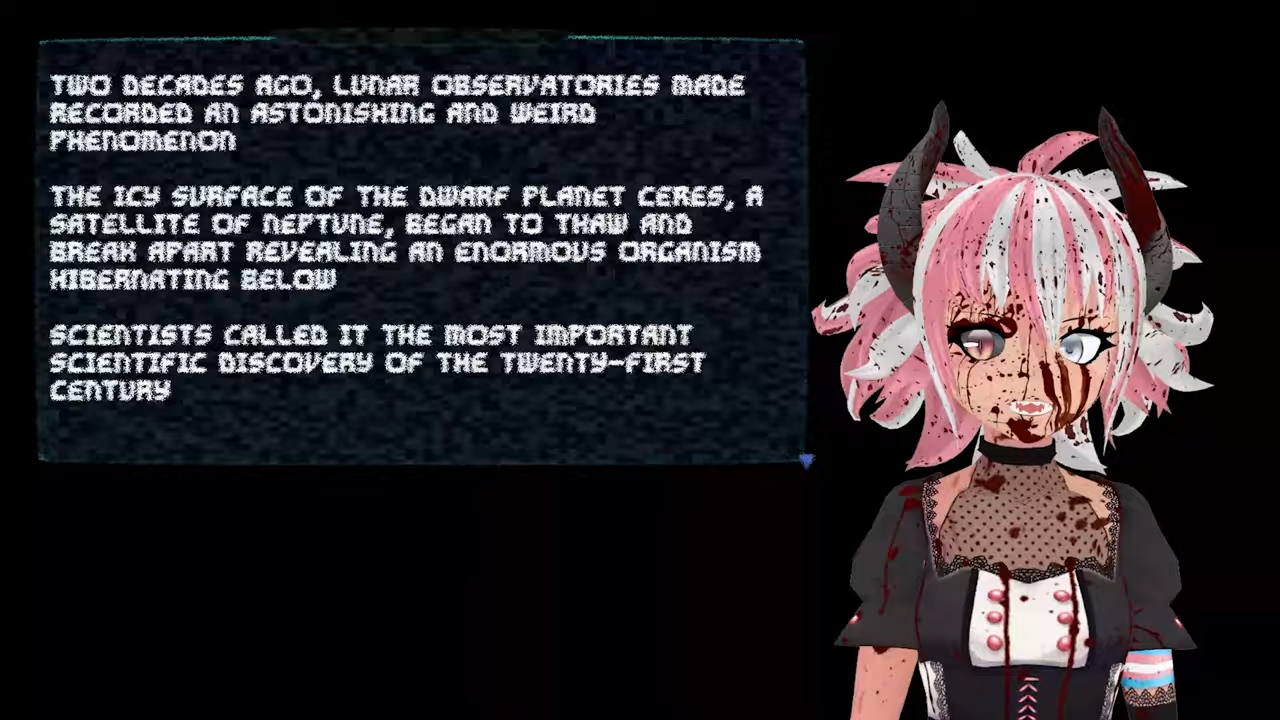 TWO DECADES AGO, LUNAR OBSERVATORIES MADE
RECORDED AN ASTONISHING AND WEIRD
PHENOMENON
THE ICY SURFACE OF THE DWARF PLANET CERES, A
SATELLITE OF NEPTUNE, BEGAN TO THAW AND
BREAK APART REVEALING AN ENORMOUS ORGANISM
HIBERNATING BELOW
SCIENTISTS CALLED IT THE MOST IMPORTANT
SCIENTIFIC DISCOVERY OF THE TWENTY-FIRST
CENTURY